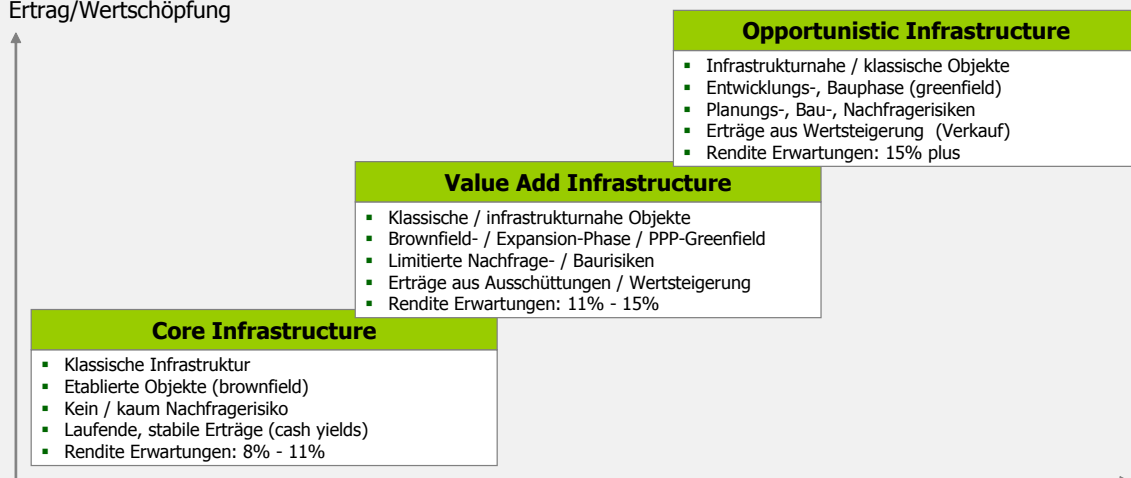 Ertrag/Wertschöpfung
Opportunistic Infrastructure
▪ Infrastrukturnahe / klassische Objekte
▪ Entwicklungs-, Bauphase (greenfield)
▪ Planungs-, Bau-, Nachfragerisiken
▪ Erträge aus Wertsteigerung (Verkauf)
▪ Rendite Erwartungen: 15% plus
Value Add Infrastructure
▪ Klassische / infrastrukturnahe Objekte
▪ Brownfield- / Expansion-Phase / PPP-Greenfield
▪ Limitierte Nachfrage- / Baurisiken
▪ Erträge aus Ausschüttungen / Wertsteigerung
▪ Rendite Erwartungen: 11% - 15%
Core Infrastructure
▪ Klassische Infrastruktur
▪ Etablierte Objekte (brownfield)
▪ Kein / kaum Nachfragerisiko
▪ Laufende, stabile Erträge (cash yields)
▪ Rendite Erwartungen: 8% - 11%